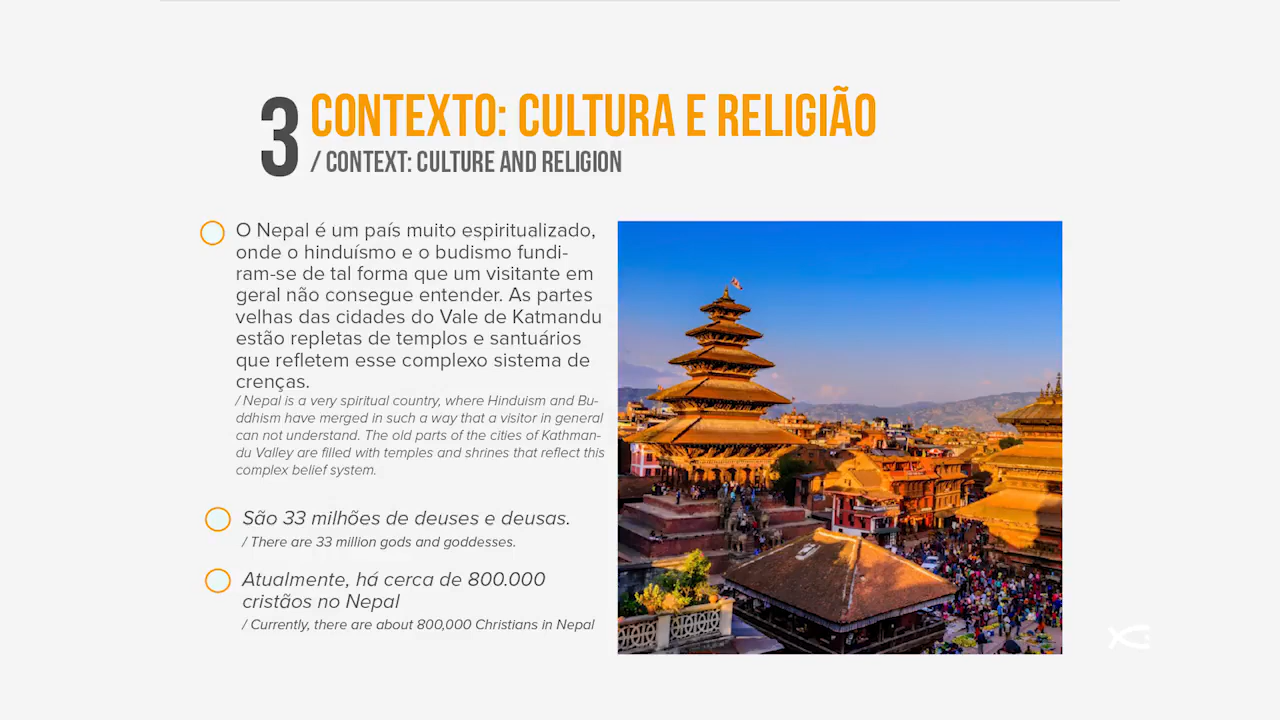 3 CONTEXTO: CULTURA E RELIGIÃO
/ CONTEXT: CULTURE AND RELIGION
O Nepal é um país muito espiritualizado,
onde o hinduísmo e o budismo fundi-
ram-se de tal forma que um visitante em
geral não consegue entender. As partes
velhas das cidades do Vale de Katmandu
estão repletas de templos e santuários
que refletem esse complexo sistema de
crenças.
/ Nepal is a very spiritual country, where Hinduism and Bu-
ddhism have merged in such a way that a visitor in general
can not understand. The old parts of the cities of Kathman-
du Valley are filled with temples and shrines that reflect this
complex belief system.
São 33 milhões de deuses e deusas.
/ There are 33 million gods and goddesses.
Atualmente, há cerca de 800.000
cristãos no Nepal
/ Currently, there are about 800,000 Christians in Nepal